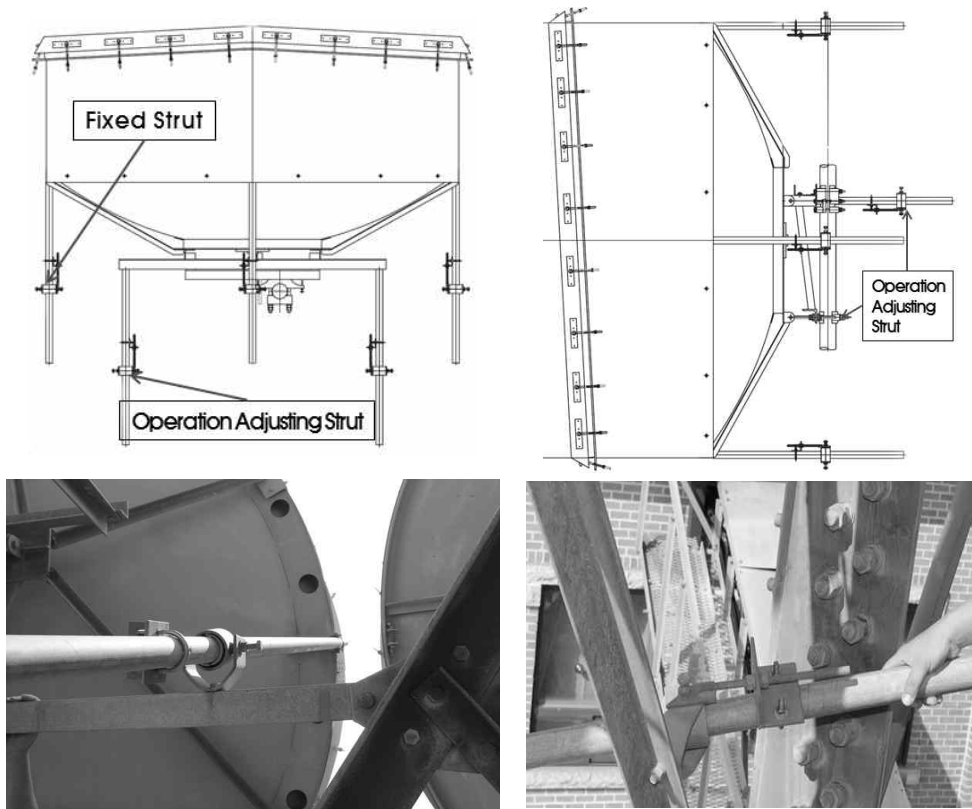 Fixed Strut
Operation Adjusting Strut
Operation
Adjusting
Strut